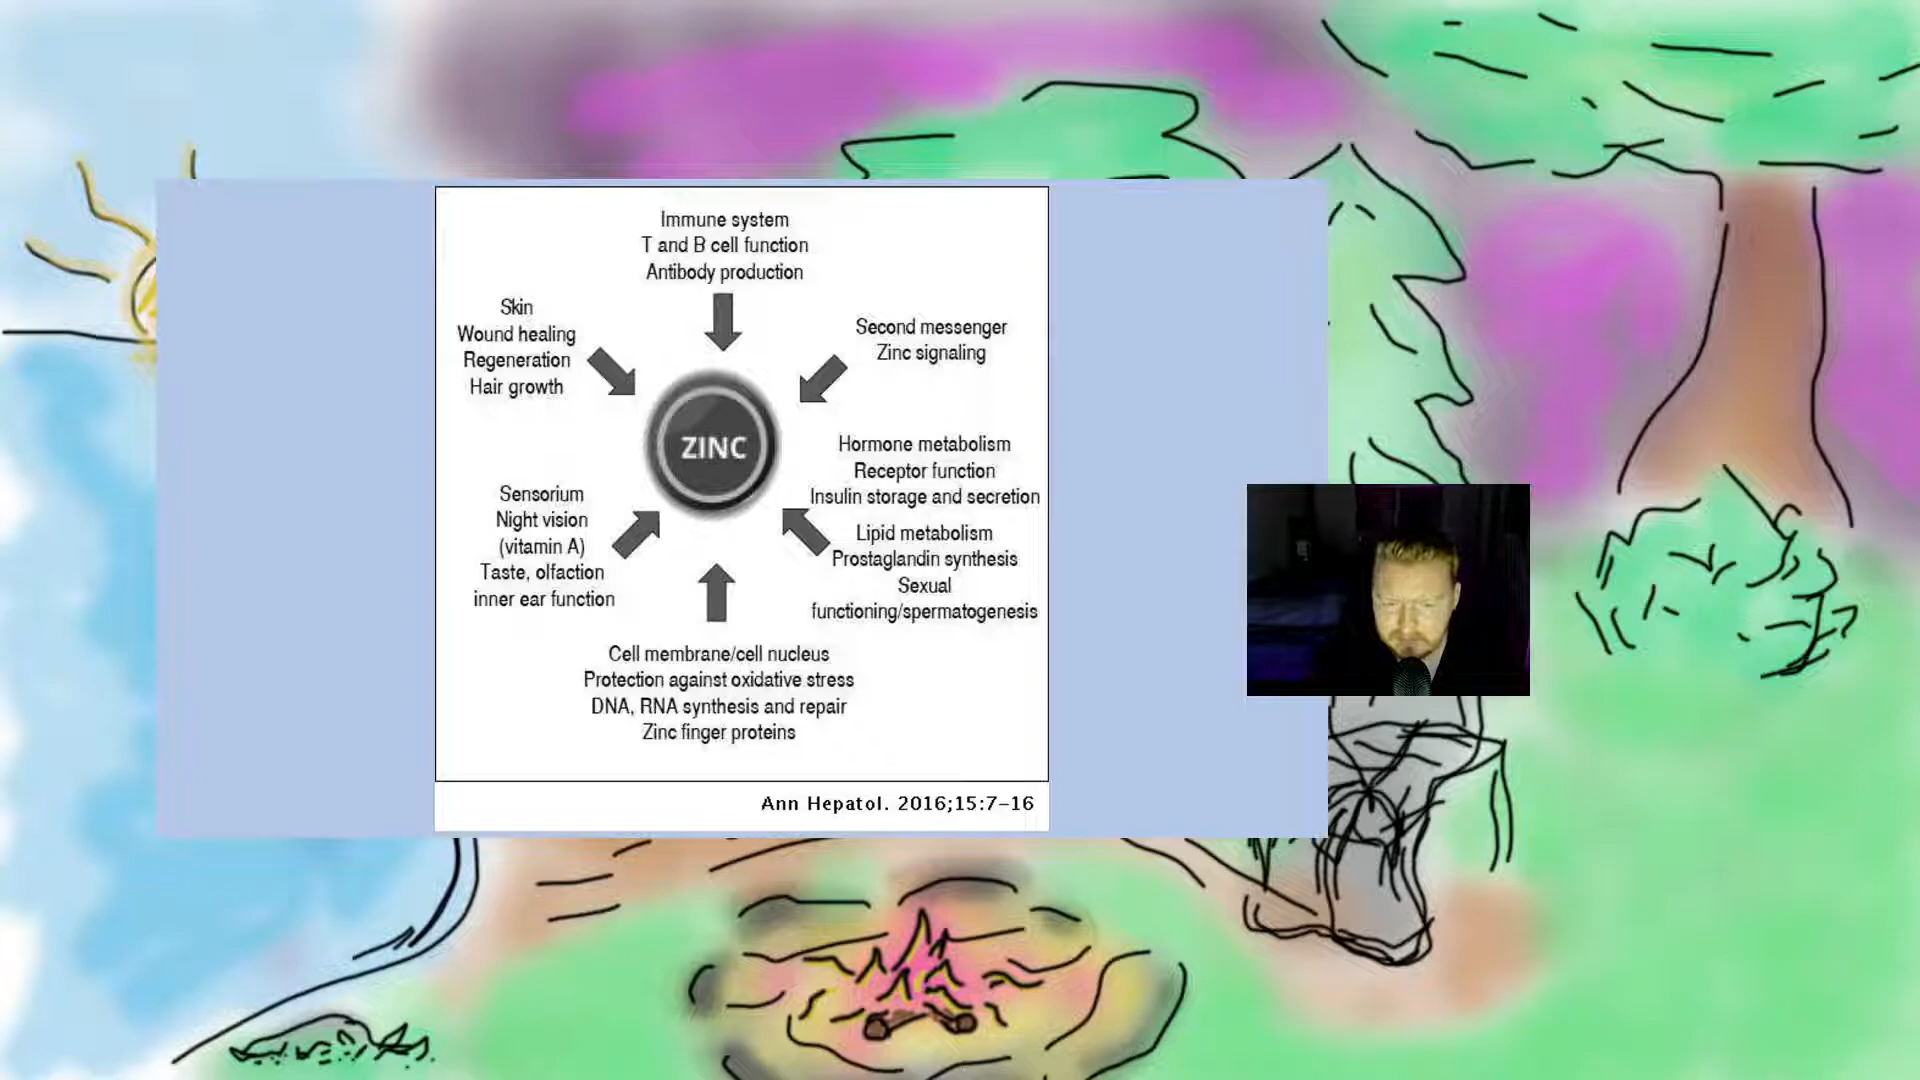 Immune system
T and B cell function
Antibody production
Skin
Wound healing
Regeneration
Hair growth
Second messenger
Zinc signaling
ZINC
Hormone metabolism
Receptor function
Insulin storage and secretion
Sensorium
Night vision
(vitamin A)
Taste, olfaction
inner ear function
Lipid metabolism
Prostaglandin synthesis
Sexual
functioning/spermatogenesis
Cell membrane/cell nucleus
Protection against oxidative stress
DNA, RNA synthesis and repair
Zinc finger proteins
Ann Hepatol. 2016;15:7–16